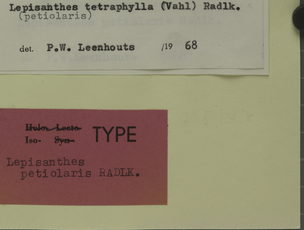 Lepisanthes tetraphylla (Vahl) Radlk.
(petiolaris)
det. P.W. Leenhouts /19 68
Holo- Lecto-
Iso- Syn- TYPE
Lepisanthes
petiolaris RADLK.